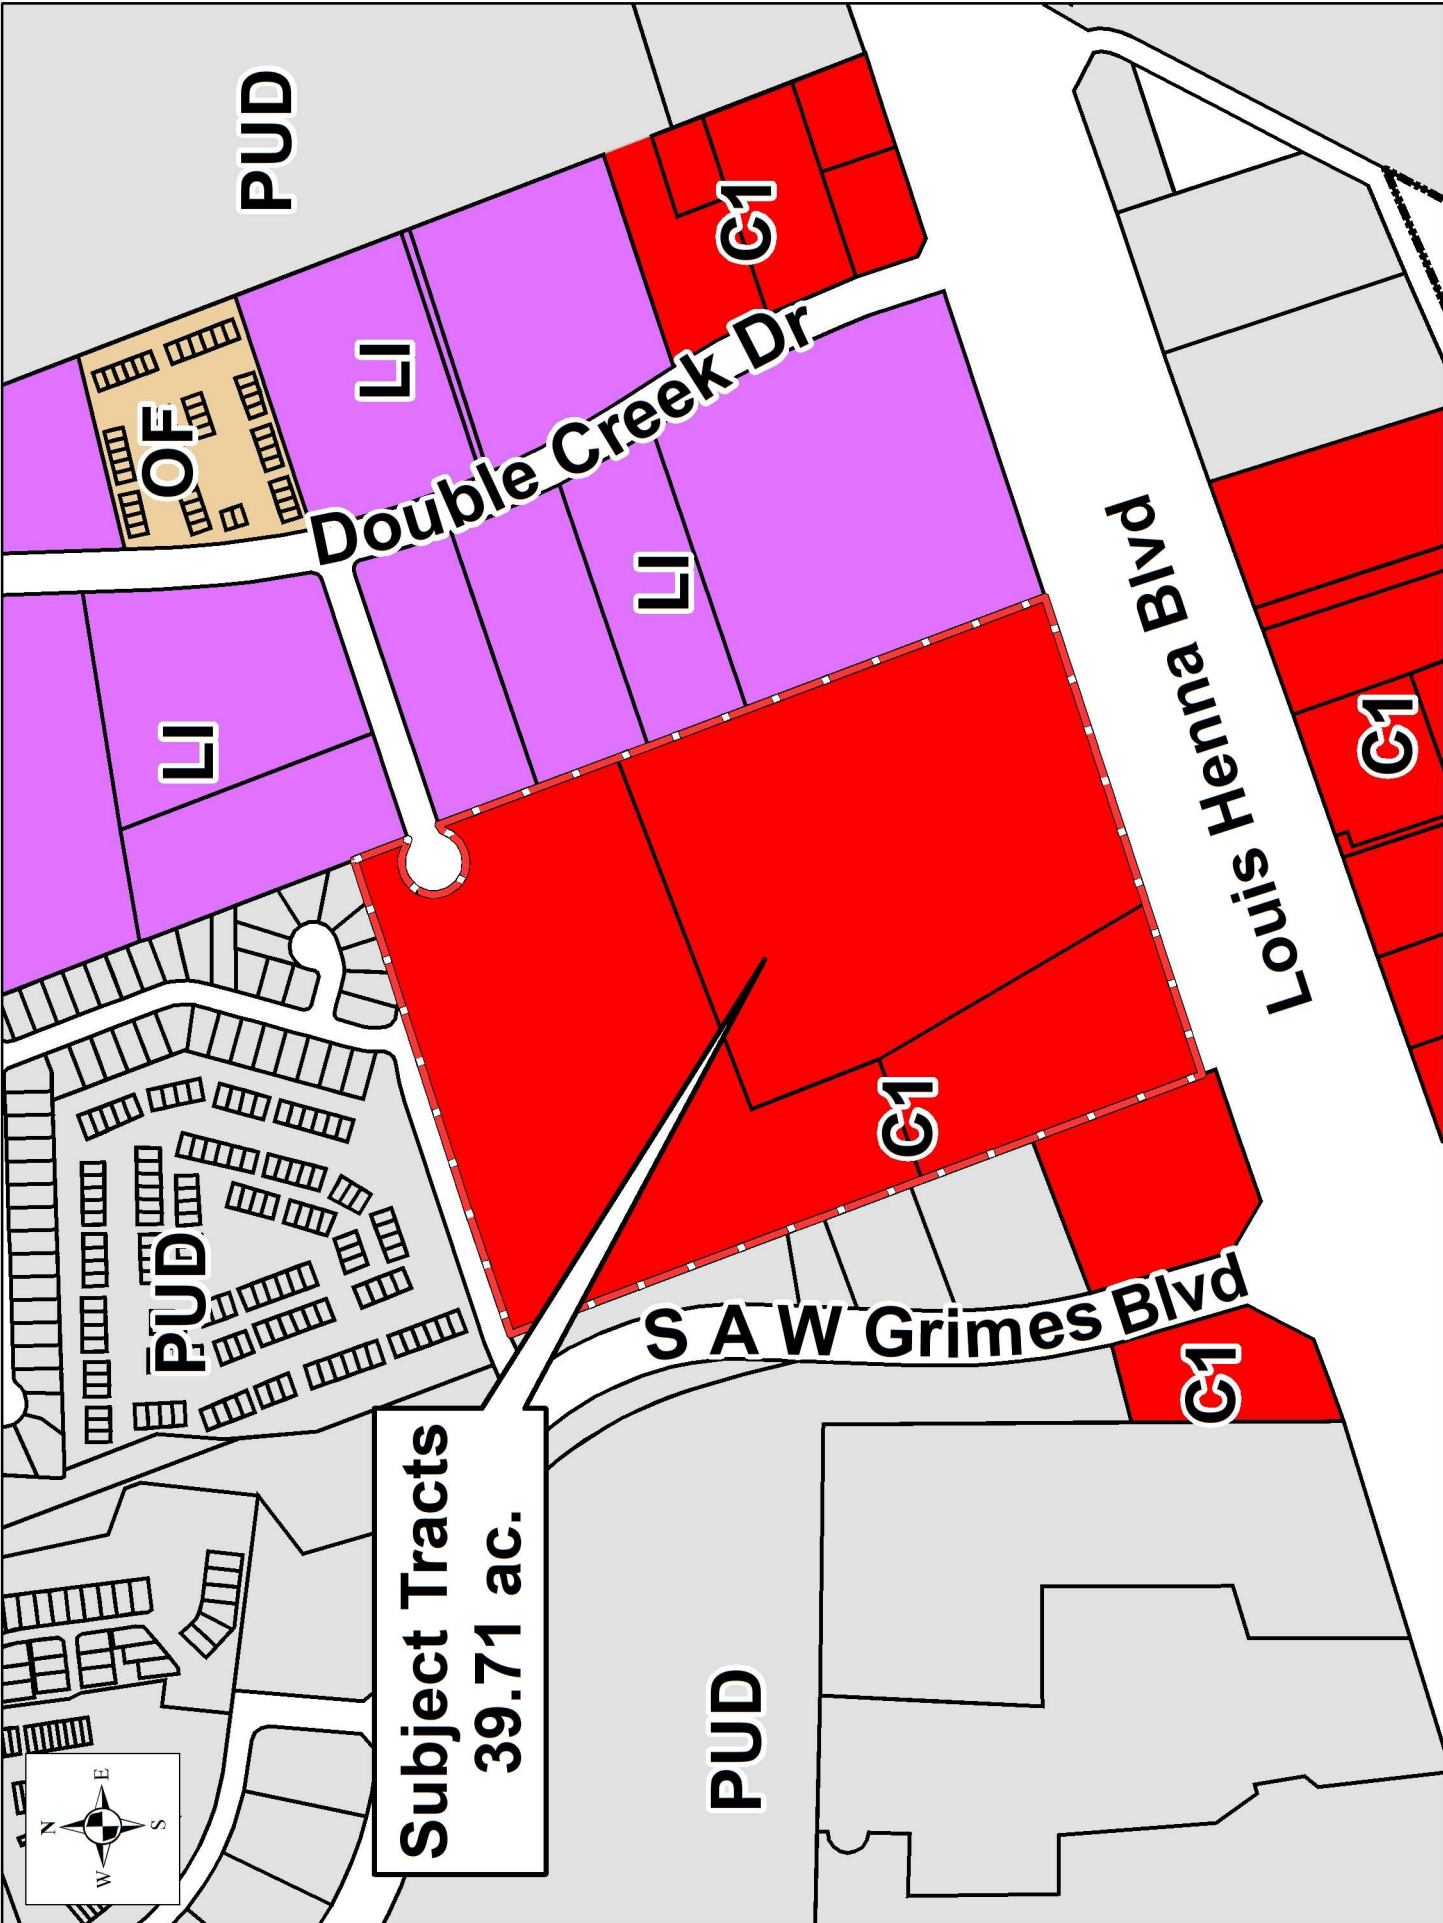 N
W E
S
PUD
PUD
OF
LI
LI
PUD
Subject Tracts
39.71 ac.
S A W Grimes Blvd
C1
LI
Double Creek Dr
C1
C1
Louis Henna Blvd
C1